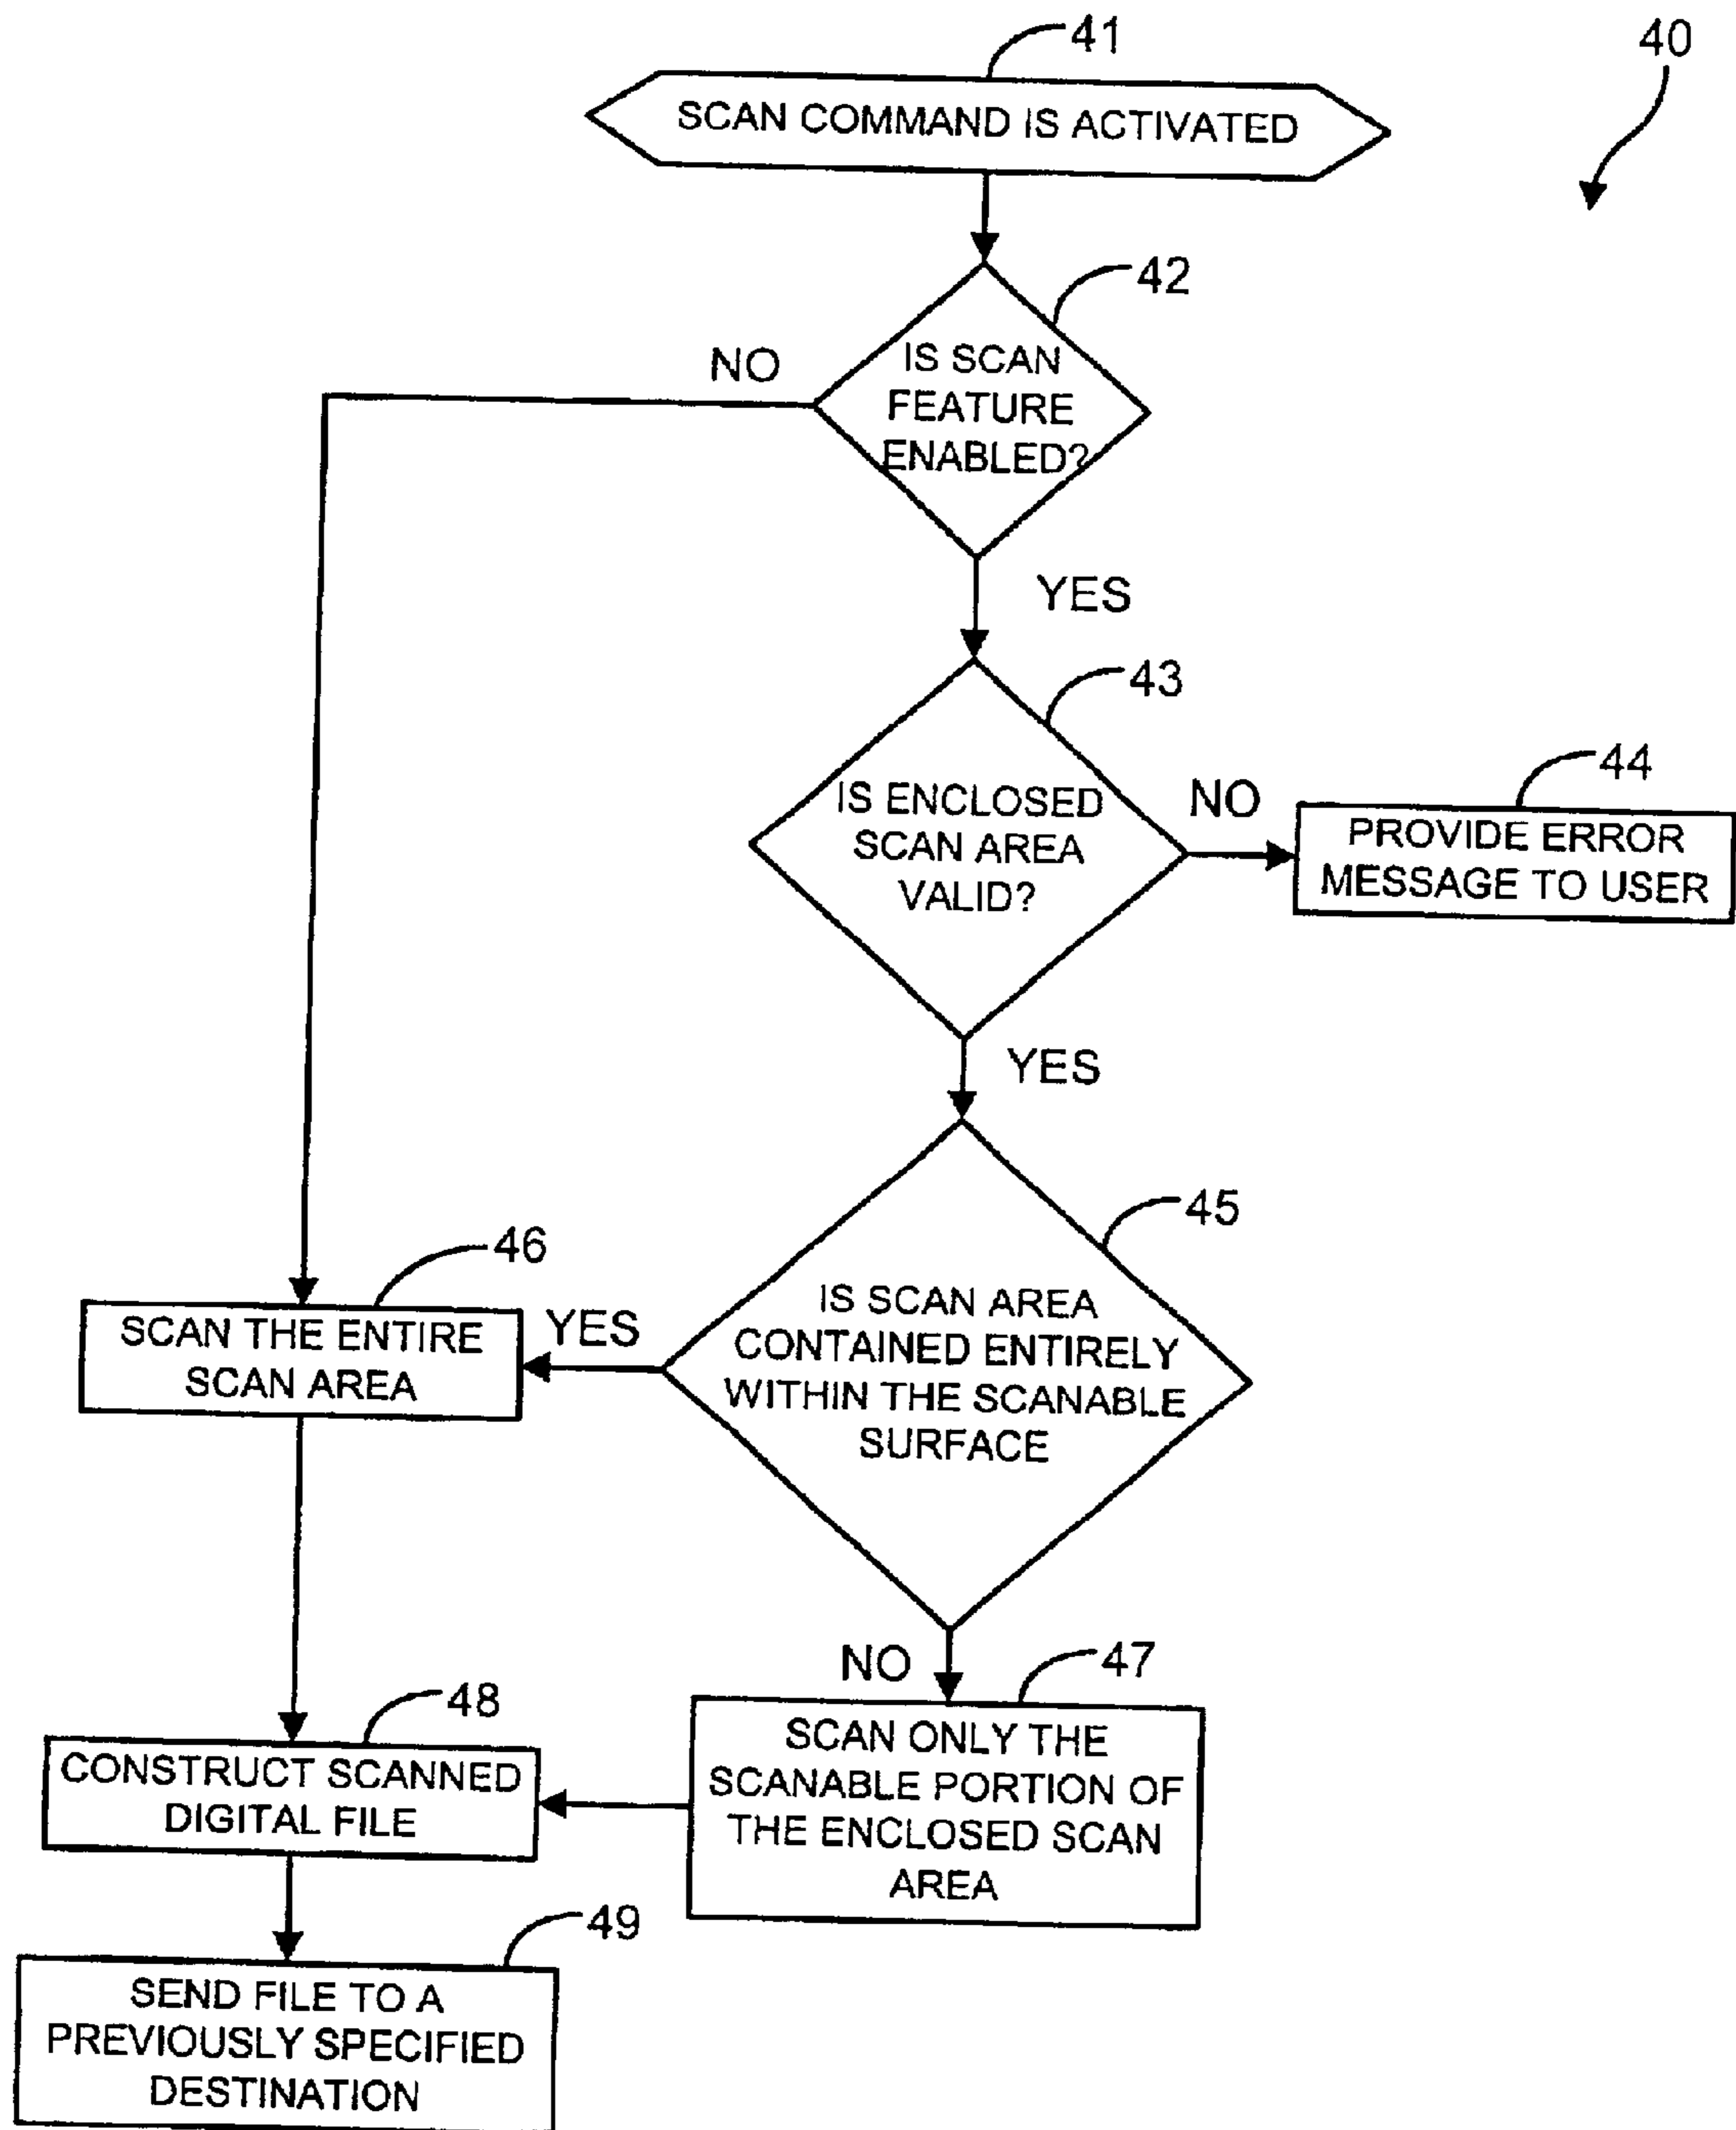 41
40
SCAN COMMAND IS ACTIVATED
42
NO
IS SCAN
FEATURE
ENABLED?
YES
43
IS ENCLOSED
SCAN AREA
VALID?
NO
44
PROVIDE ERROR
MESSAGE TO USER
YES
45
IS SCAN AREA
CONTAINED ENTIRELY
WITHIN THE SCANABLE
SURFACE
46
YES
SCAN THE ENTIRE
SCAN AREA
NO
47
SCAN ONLY THE
SCANABLE PORTION OF
THE ENCLOSED SCAN
AREA
48
CONSTRUCT SCANNED
DIGITAL FILE
49
SEND FILE TO A
PREVIOUSLY SPECIFIED
DESTINATION